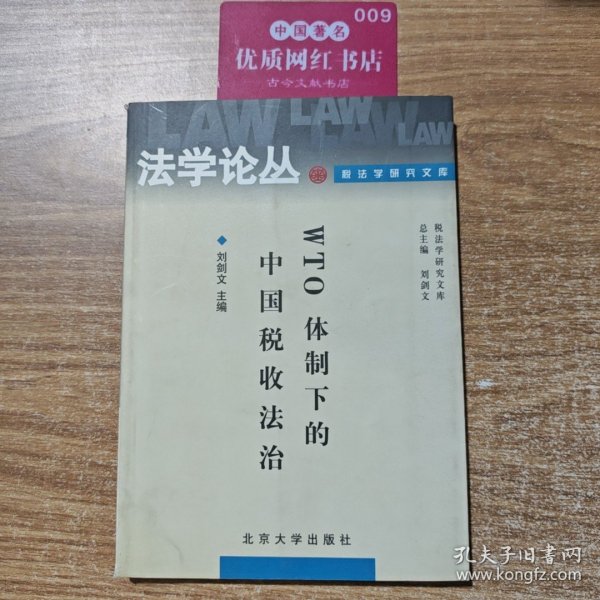 009
中国著名
优质网红书店
古今文献书店
LAW LAW LAW LAW
法学论丛
税法学研究文库
税法学研究文库
总主编 刘剑文
WTO 体制下的
中国税收法治
◆ 刘剑文 主编
北京大学出版社
孔夫子旧书网
www.kongfz.com